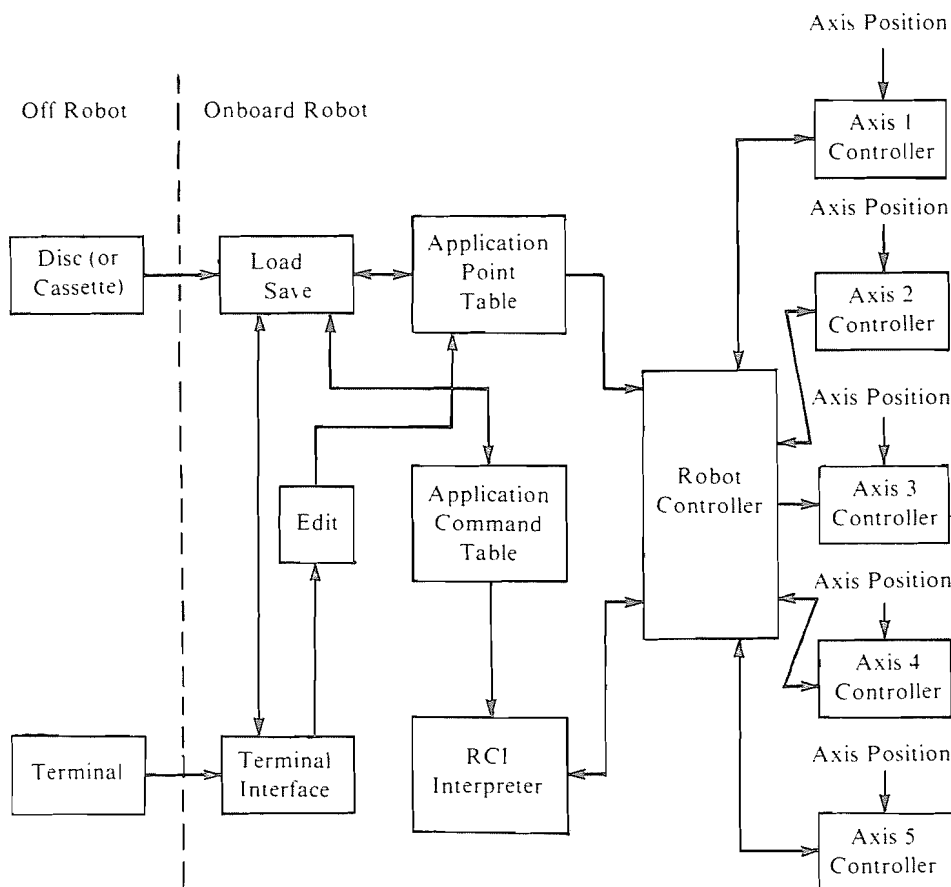 Off Robot
Onboard Robot
Axis Position
Axis 1
Controller
Axis Position
Axis 2
Controller
Disc (or
Cassette)
Load
Save
Application
Point
Table
Axis Position
Axis 3
Controller
Robot
Controller
Edit
Application
Command
Table
Axis Position
Axis 4
Controller
Terminal
Terminal
Interface
RCI
Interpreter
Axis Position
Axis 5
Controller